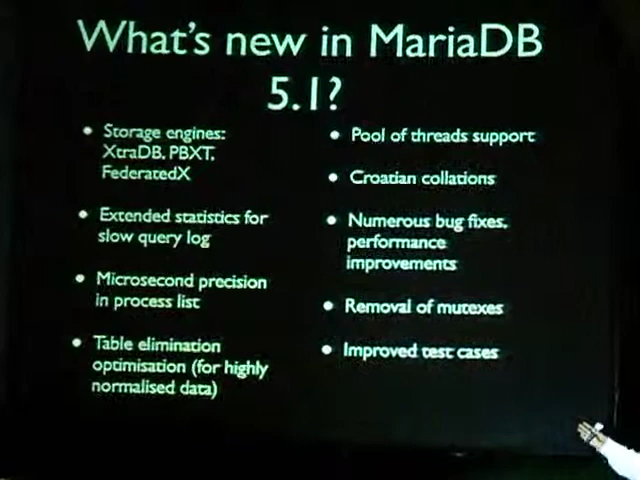 What's new in MariaDB
5.1?
• Storage engines:
XtraDB, PBXT,
FederatedX
• Extended statistics for
slow query log
• Microsecond precision
in process list
• Table elimination
optimisation (for highly
normalised data)
• Pool of threads support
• Croatian collations
• Numerous bug fixes,
performance
improvements
• Removal of mutexes
• Improved test cases